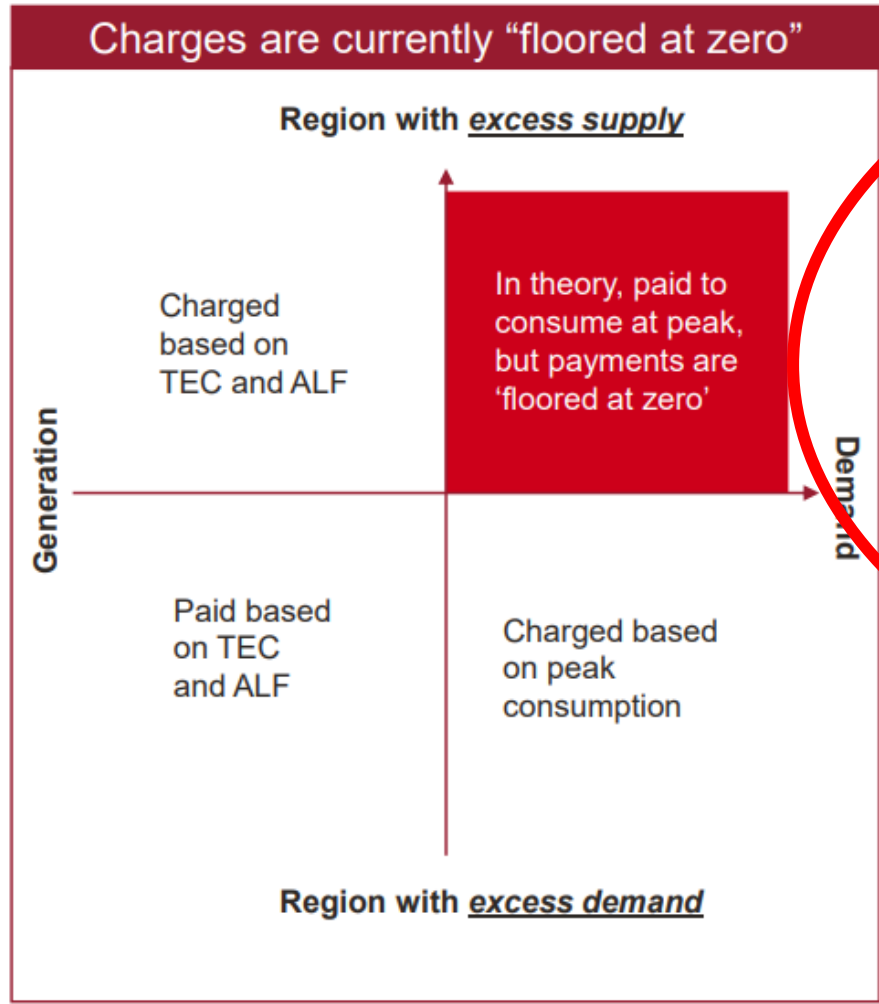 Charges are currently “floored at zero”
Region with excess supply
Charged
based on
TEC and ALF
In theory, paid to
consume at peak,
but payments are
‘floored at zero’
Generation
Demand
Paid based
on TEC
and ALF
Charged based
on peak
consumption
Region with excess demand